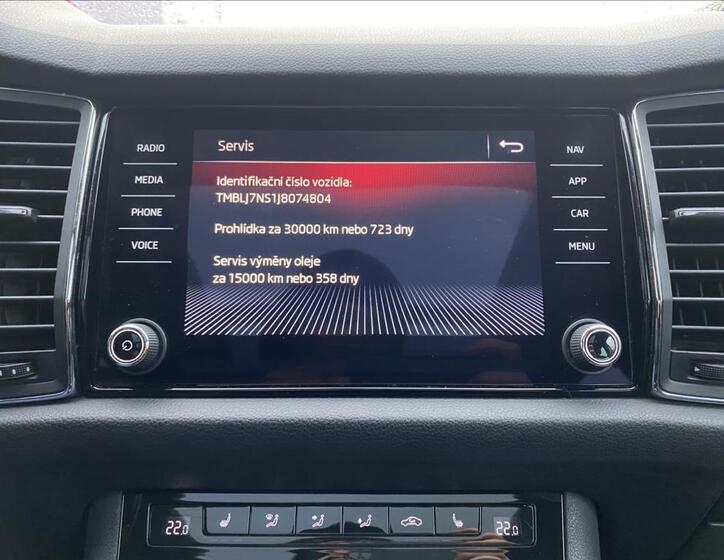 Servis
RADIO
NAV
MEDIA
Identifikační číslo vozidla:
APP
TMBLJ7NS1J8074804
PHONE
CAR
Prohlídka za 30000 km nebo 723 dny
VOICE
MENU
Servis výměny oleje
za 15000 km nebo 358 dny
22.0
22.0